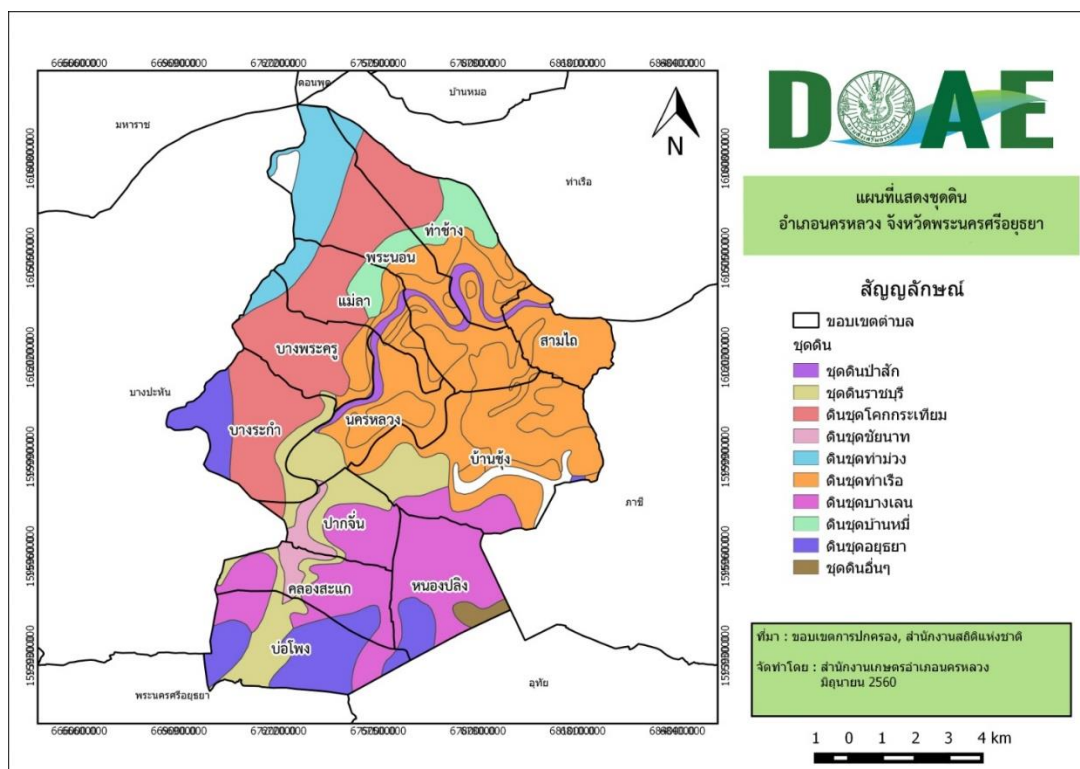 ดอนพุด
บ้านหมอ
มหาราช
ท่าเรือ
N
ท่าช้าง
พระนอน
แม่ลา
สามไถ
บางพระครู
บางปะหัน
บางระกำ
นครหลวง
บ้านชุ้ง
ภาชี
ปากจั่น
คลองสะแก
หนองปลิง
บ่อโพง
พระนครศรีอยุธยา
อุทัย
DOAE
แผนที่แสดงชุดดิน
อำเภอนครหลวง จังหวัดพระนครศรีอยุธยา
สัญญลักษณ์
ขอบเขตตำบล
ชุดดิน
ชุดดินป่าสัก
ชุดดินราชบุรี
ดินชุดโคกกระเทียม
ดินชุดชัยนาท
ดินชุดท่าม่วง
ดินชุดท่าเรือ
ดินชุดบางเลน
ดินชุดบ้านหมี่
ดินชุดอยุธยา
ชุดดินอื่นๆ
ที่มา : ขอบเขตการปกครอง, สำนักงานสถิติแห่งชาติ
จัดทำโดย : สำนักงานเกษตรอำเภอนครหลวง
มิถุนายน 2560
1 0 1 2 3 4 km